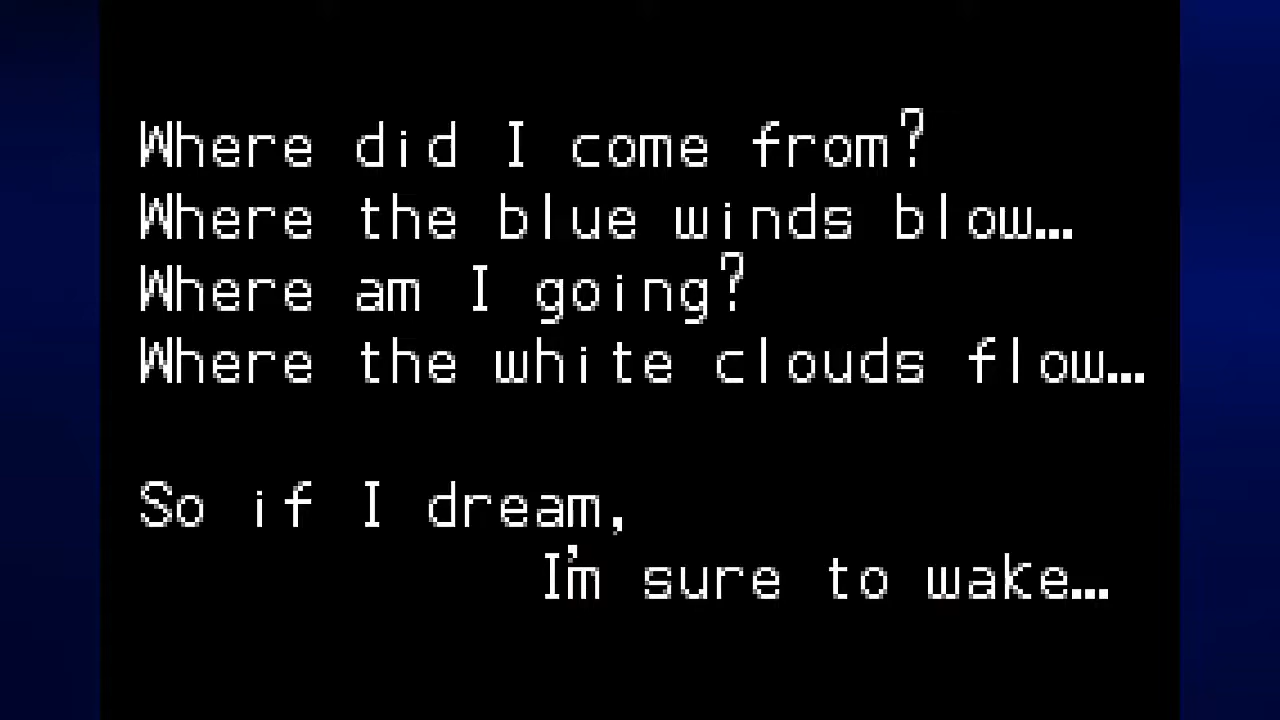 Where did I come from?
Where the blue winds blow…
Where am I going?
Where the white clouds flow…
So if I dream,
I'm sure to wake…